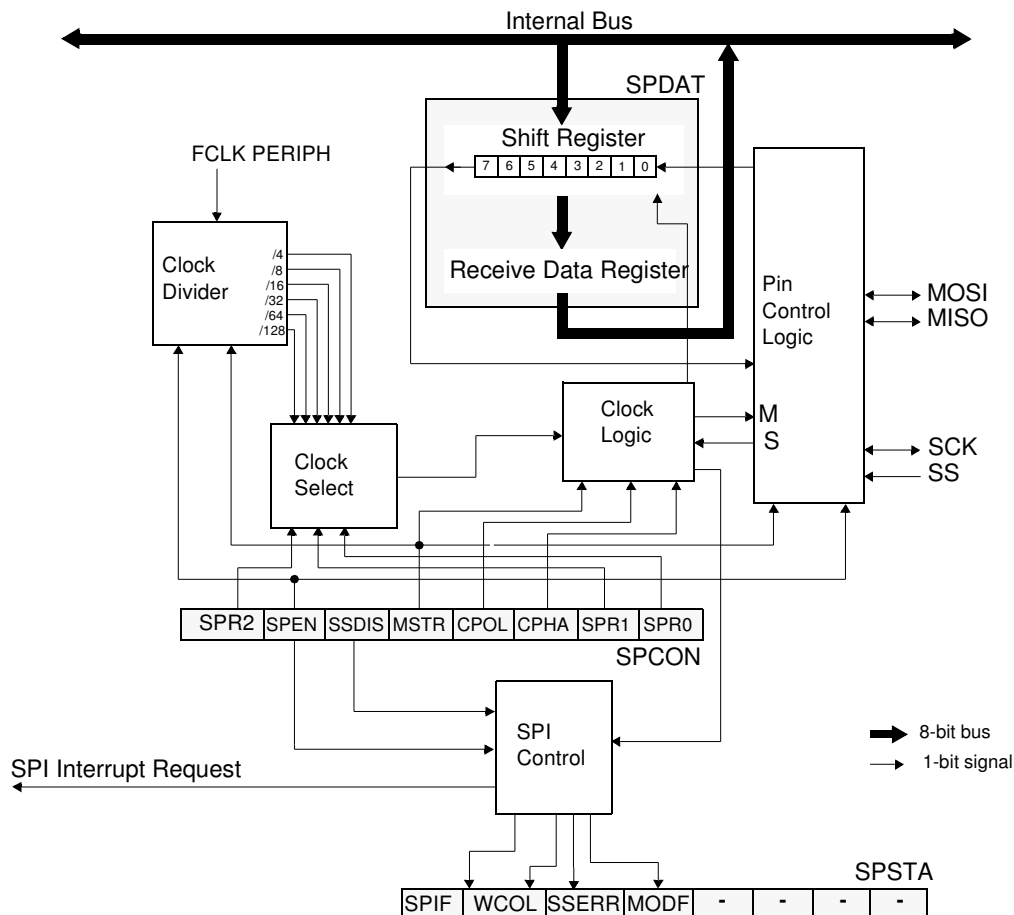 Internal Bus
SPDAT
Shift Register
7 6 5 4 3 2 1 0
FCLK PERIPH
Clock
Divider
/4
/8
/16
/32
/64
/128
Receive Data Register
Pin
Control
Logic
MOSI
MISO
Clock
Logic
M
S
SCK
SS
Clock
Select
SPR2 SPEN SSDIS MSTR CPOL CPHA SPR1 SPR0
SPCON
SPI
Control
8-bit bus
1-bit signal
SPI Interrupt Request
SPSTA
SPIF WCOL SSERR MODF - - - -